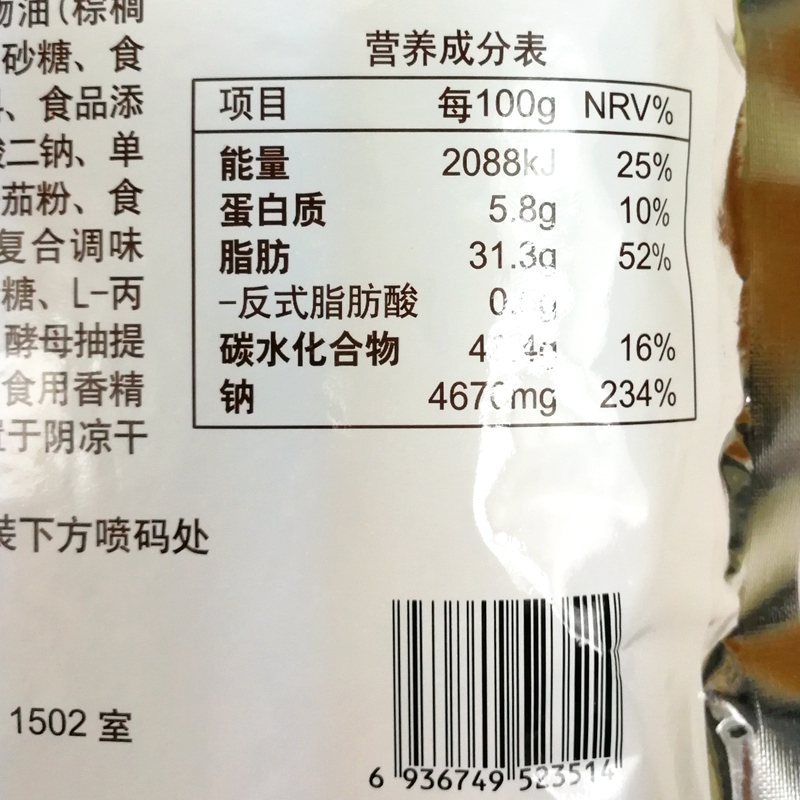 物油(棕榈
砂糖、食
、食品添
酸二钠、单
茄粉、食
复合调味
糖、L-丙
酵母抽提
食用香精
置于阴凉干
装下方喷码处
1502 室
营养成分表
项目 每100g NRV%
能量 2088kJ 25%
蛋白质 5.8g 10%
脂肪 31.3g 52%
-反式脂肪酸
碳水化合物 16%
钠 234%
6 936749 523514